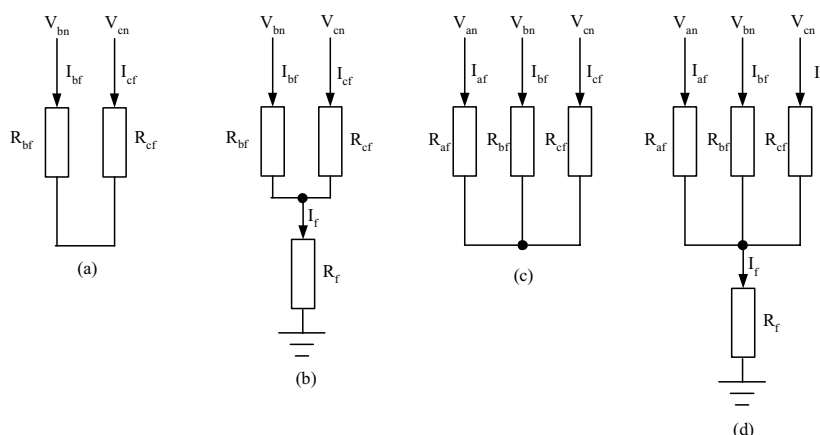 V_bn V_cn V_bn V_cn V_an V_bn V_cn V_an V_bn V_cn
I_bf I_cf I_bf I_cf I_af I_bf I_cf I_af I_bf I
R_bf R_cf R_bf R_cf R_af R_bf R_cf R_af R_bf R_cf
I_f I_f
(a) R_f (c) R_f
(b) (d)